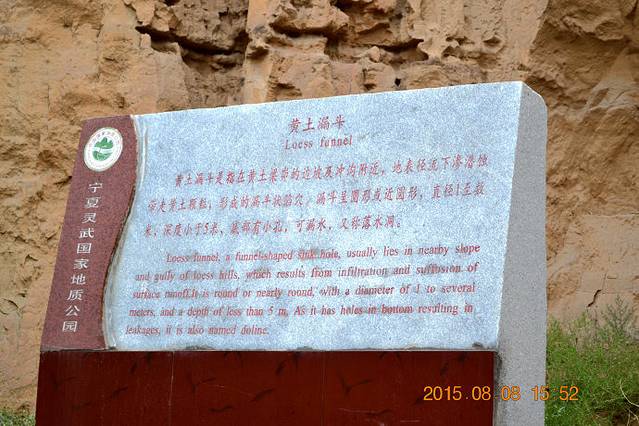 黄土漏斗
Loess funnel
黄土漏斗是指在黄土梁峁的边坡及冲沟附近，地表径流下渗潜蚀
带走黄土颗粒，形成的漏斗状陷穴。漏斗呈圆形或近圆形，直径1至数
米，深度小于5米，底部有小孔，可漏水，又称落水洞。
Loess funnel, a funnel-shaped sink hole, usually lies in nearby slope
and gully of loess hills, which results from infiltration and suffusion of
surface runoff.It is round or nearly round, with a diameter of 1 to several
meters, and a depth of less than 5 m. As it has holes in bottom resulting in
leakages, it is also named doline.
宁夏灵武国家地质公园
2015.08.08 15:52